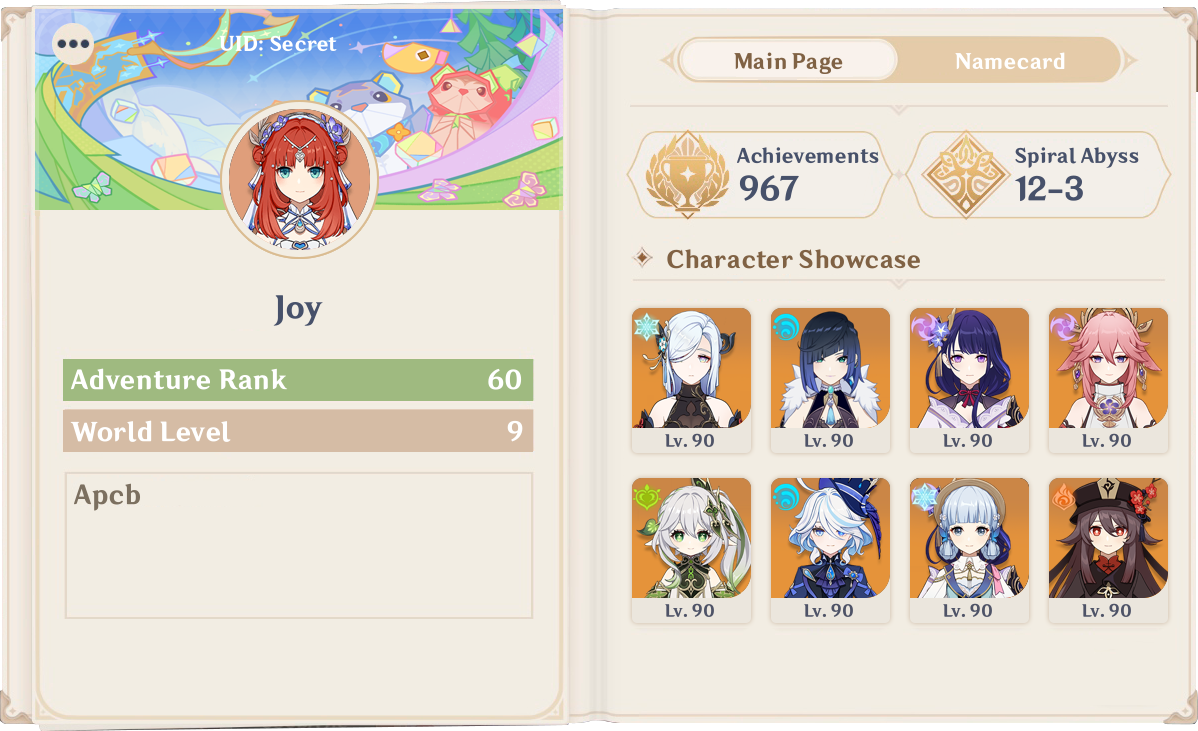 UID: Secret
Joy
Adventure Rank 60
World Level 9
Apcb
Main Page Namecard
Achievements Spiral Abyss
967 12-3
Character Showcase
Lv. 90 Lv. 90 Lv. 90 Lv. 90
Lv. 90 Lv. 90 Lv. 90 Lv. 90